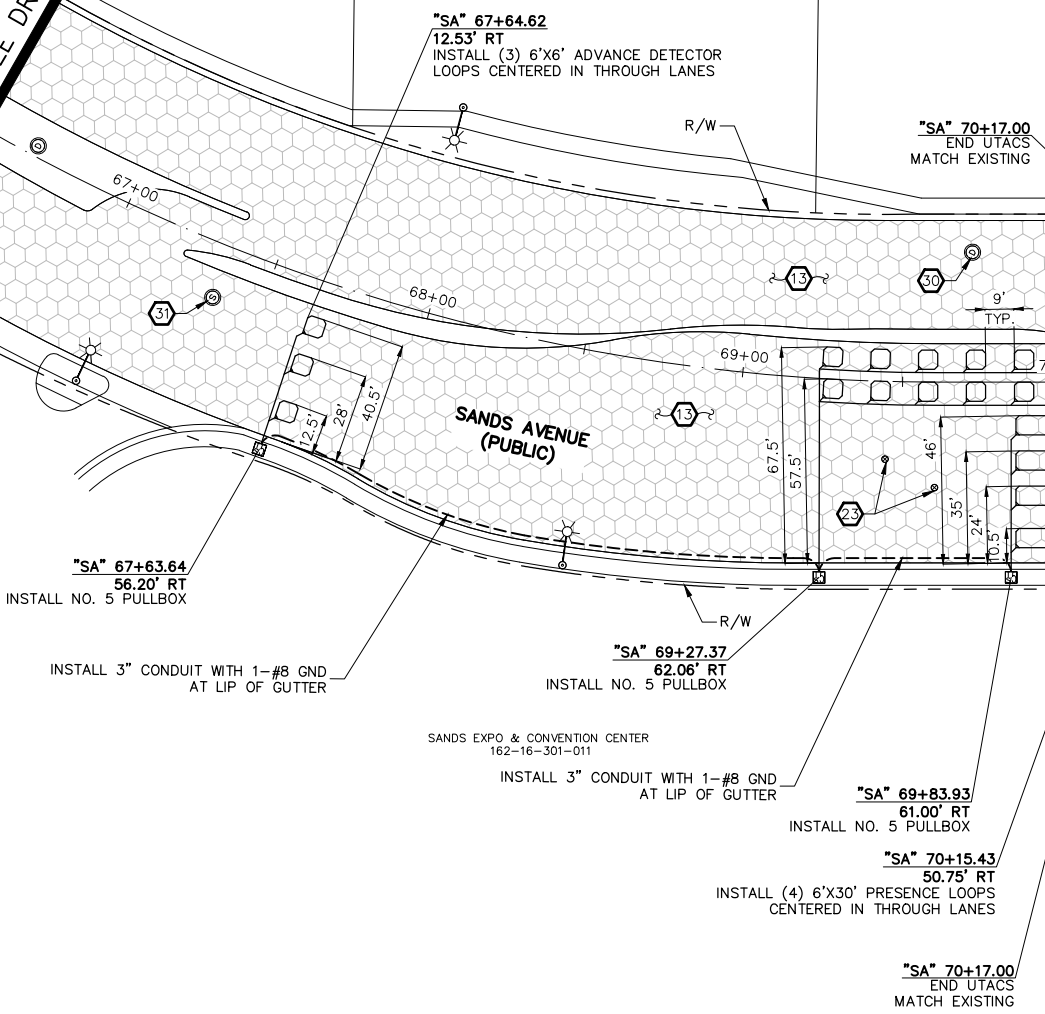 "SA" 67+64.62
12.53' RT
INSTALL (3) 6'X6' ADVANCE DETECTOR
LOOPS CENTERED IN THROUGH LANES
R/W
"SA" 70+17.00
END UTACS
MATCH EXISTING
D
67+00
S
31
68+00
13
30
D
9'
TYP.
69+00
7
12.5'
28'
40.5'
SANDS AVENUE
(PUBLIC)
13
67.5'
57.5'
46'
35'
24'
10.5'
23
"SA" 67+63.64
56.20' RT
INSTALL NO. 5 PULLBOX
R/W
INSTALL 3" CONDUIT WITH 1-#8 GND
AT LIP OF GUTTER
"SA" 69+27.37
62.06' RT
INSTALL NO. 5 PULLBOX
SANDS EXPO & CONVENTION CENTER
162-16-301-011
INSTALL 3" CONDUIT WITH 1-#8 GND
AT LIP OF GUTTER
"SA" 69+83.93
61.00' RT
INSTALL NO. 5 PULLBOX
"SA" 70+15.43
50.75' RT
INSTALL (4) 6'X30' PRESENCE LOOPS
CENTERED IN THROUGH LANES
"SA" 70+17.00
END UTACS
MATCH EXISTING